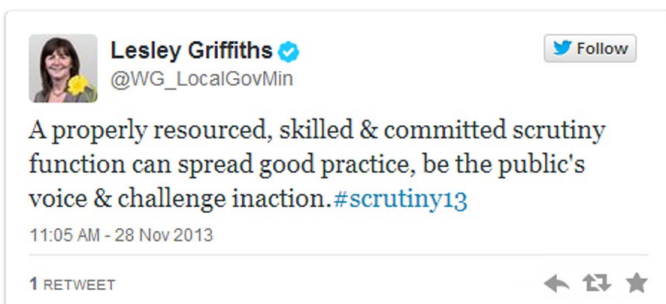 Lesley Griffiths
Follow
@WG_LocalGovMin
A properly resourced, skilled & committed scrutiny
function can spread good practice, be the public's
voice & challenge inaction.#scrutiny13
11:05 AM - 28 Nov 2013
1 RETWEET